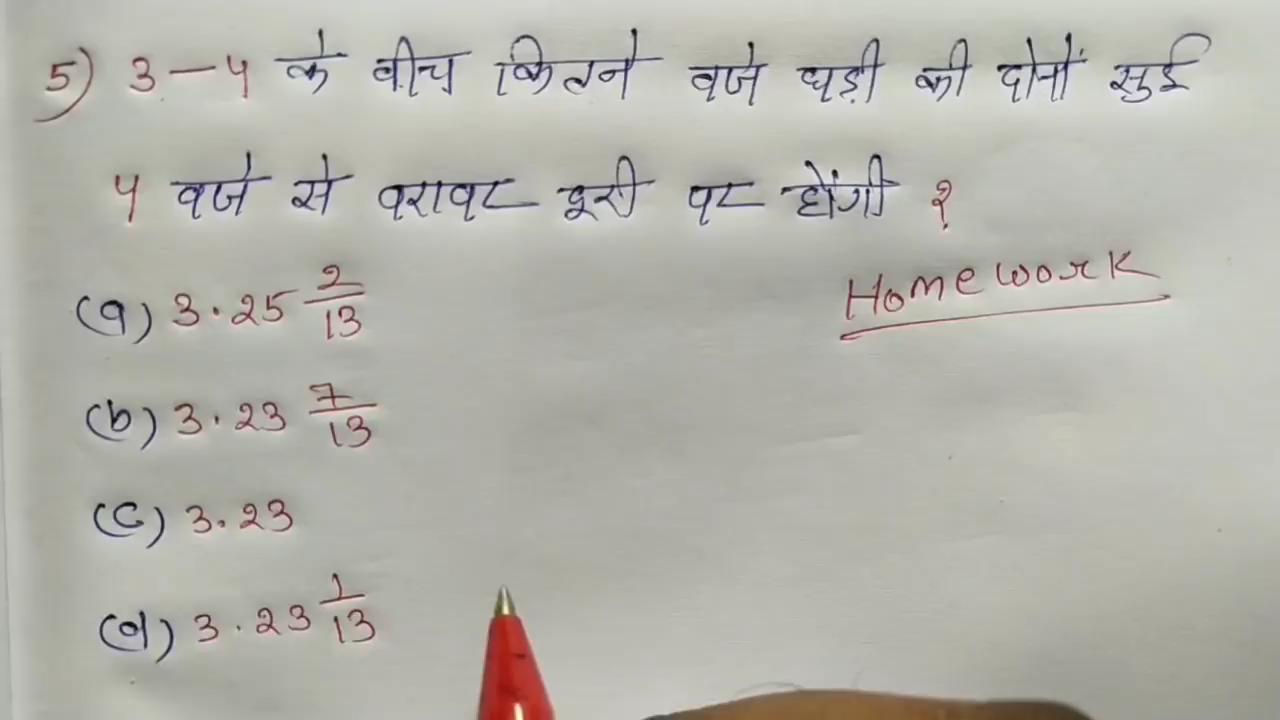 5) 3-4 के बीच कितने बजे घड़ी की दोनों सुई
4 बजे से बराबर दूरी पर होंगी ?
Homework
(a) 3.25 2/13
(b) 3.23 7/13
(c) 3.23
(d) 3.23 1/13